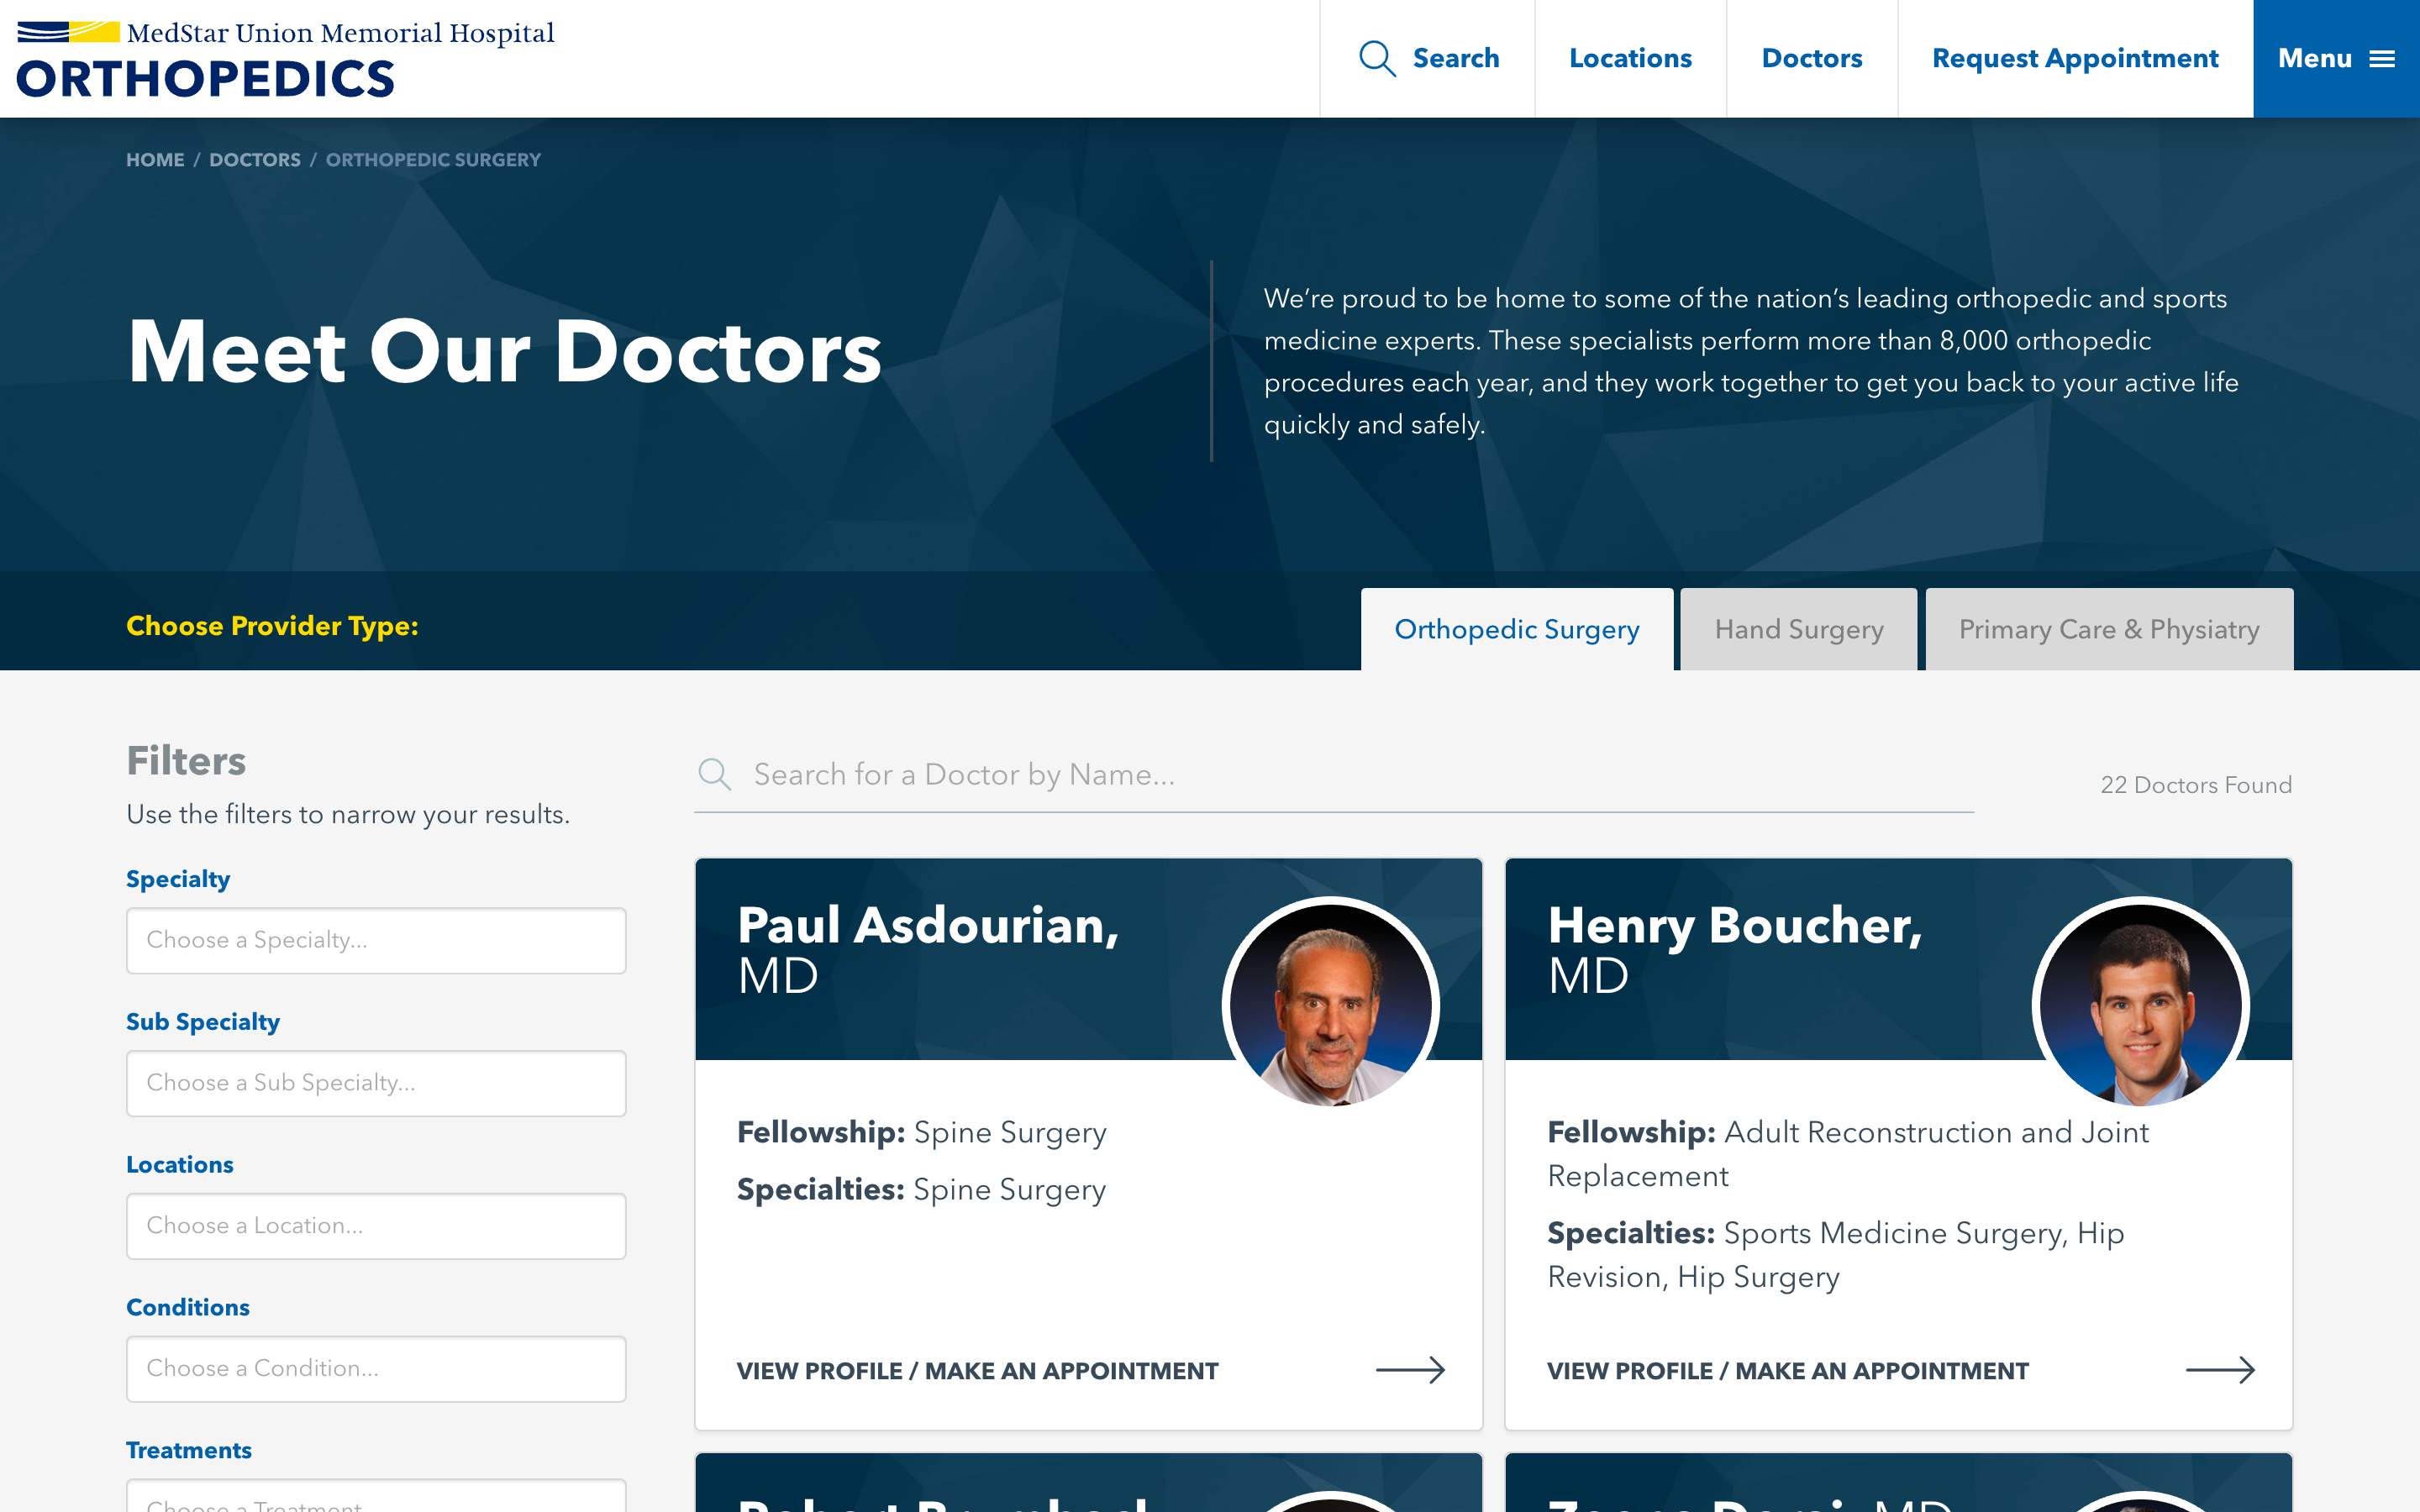 MedStar Union Memorial Hospital
ORTHOPEDICS
Search
Locations
Doctors
Request Appointment
Menu
HOME / DOCTORS / ORTHOPEDIC SURGERY
Meet Our Doctors
We’re proud to be home to some of the nation’s leading orthopedic and sports
medicine experts. These specialists perform more than 8,000 orthopedic
procedures each year, and they work together to get you back to your active life
quickly and safely.
Choose Provider Type:
Orthopedic Surgery
Hand Surgery
Primary Care & Physiatry
Filters
Use the filters to narrow your results.
Specialty
Choose a Specialty...
Sub Specialty
Choose a Sub Specialty...
Locations
Choose a Location...
Conditions
Choose a Condition...
Treatments
Choose a Treatment
Search for a Doctor by Name...
22 Doctors Found
Paul Asdourian,
MD
Fellowship: Spine Surgery
Specialties: Spine Surgery
VIEW PROFILE / MAKE AN APPOINTMENT
Henry Boucher,
MD
Fellowship: Adult Reconstruction and Joint
Replacement
Specialties: Sports Medicine Surgery, Hip
Revision, Hip Surgery
VIEW PROFILE / MAKE AN APPOINTMENT
Robert
MD